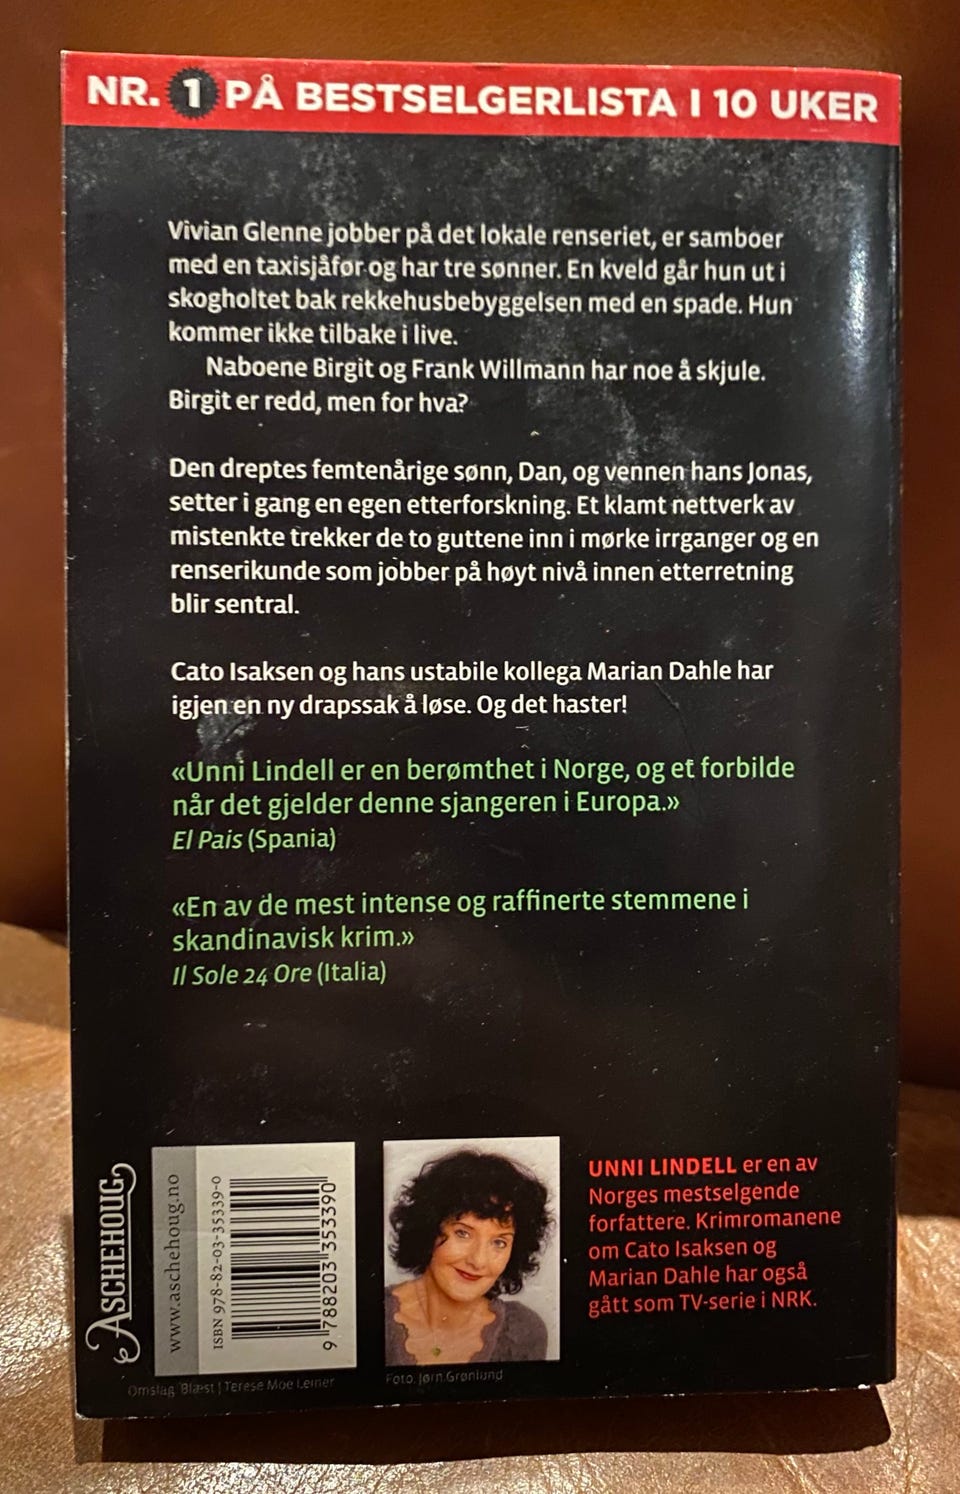 NR. 1 PÅ BESTSELGERLISTA I 10 UKER
Vivian Glenne jobber på det lokale renseriet, er samboer
med en taxisjåfør og har tre sønner. En kveld går hun ut i
skogholtet bak rekkehusbebyggelsen med en spade. Hun
kommer ikke tilbake i live.
Naboene Birgit og Frank Willmann har noe å skjule.
Birgit er redd, men for hva?
Den dreptes femtenårige sønn, Dan, og vennen hans Jonas,
setter i gang en egen etterforskning. Et klamt nettverk av
mistenkte trekker de to guttene inn i mørke irrganger og en
renserikunde som jobber på høyt nivå innen etterretning
blir sentral.
Cato Isaksen og hans ustabile kollega Marian Dahle har
igjen en ny drapssak å løse. Og det haster!
«Unni Lindell er en berømthet i Norge, og et forbilde
når det gjelder denne sjangeren i Europa.»
El Pais (Spania)
«En av de mest intense og raffinerte stemmene i
skandinavisk krim.»
Il Sole 24 Ore (Italia)
ASCHEHOUG
www.aschehoug.no
ISBN 978-82-03-35339-0
9 788203 353390
UNNI LINDELL er en av
Norges mestselgende
forfattere. Krimromanene
om Cato Isaksen og
Marian Dahle har også
gått som TV-serie i NRK.
Omslag: Blæst | Terese Moe Leiner
Foto: Jørn Grønlund